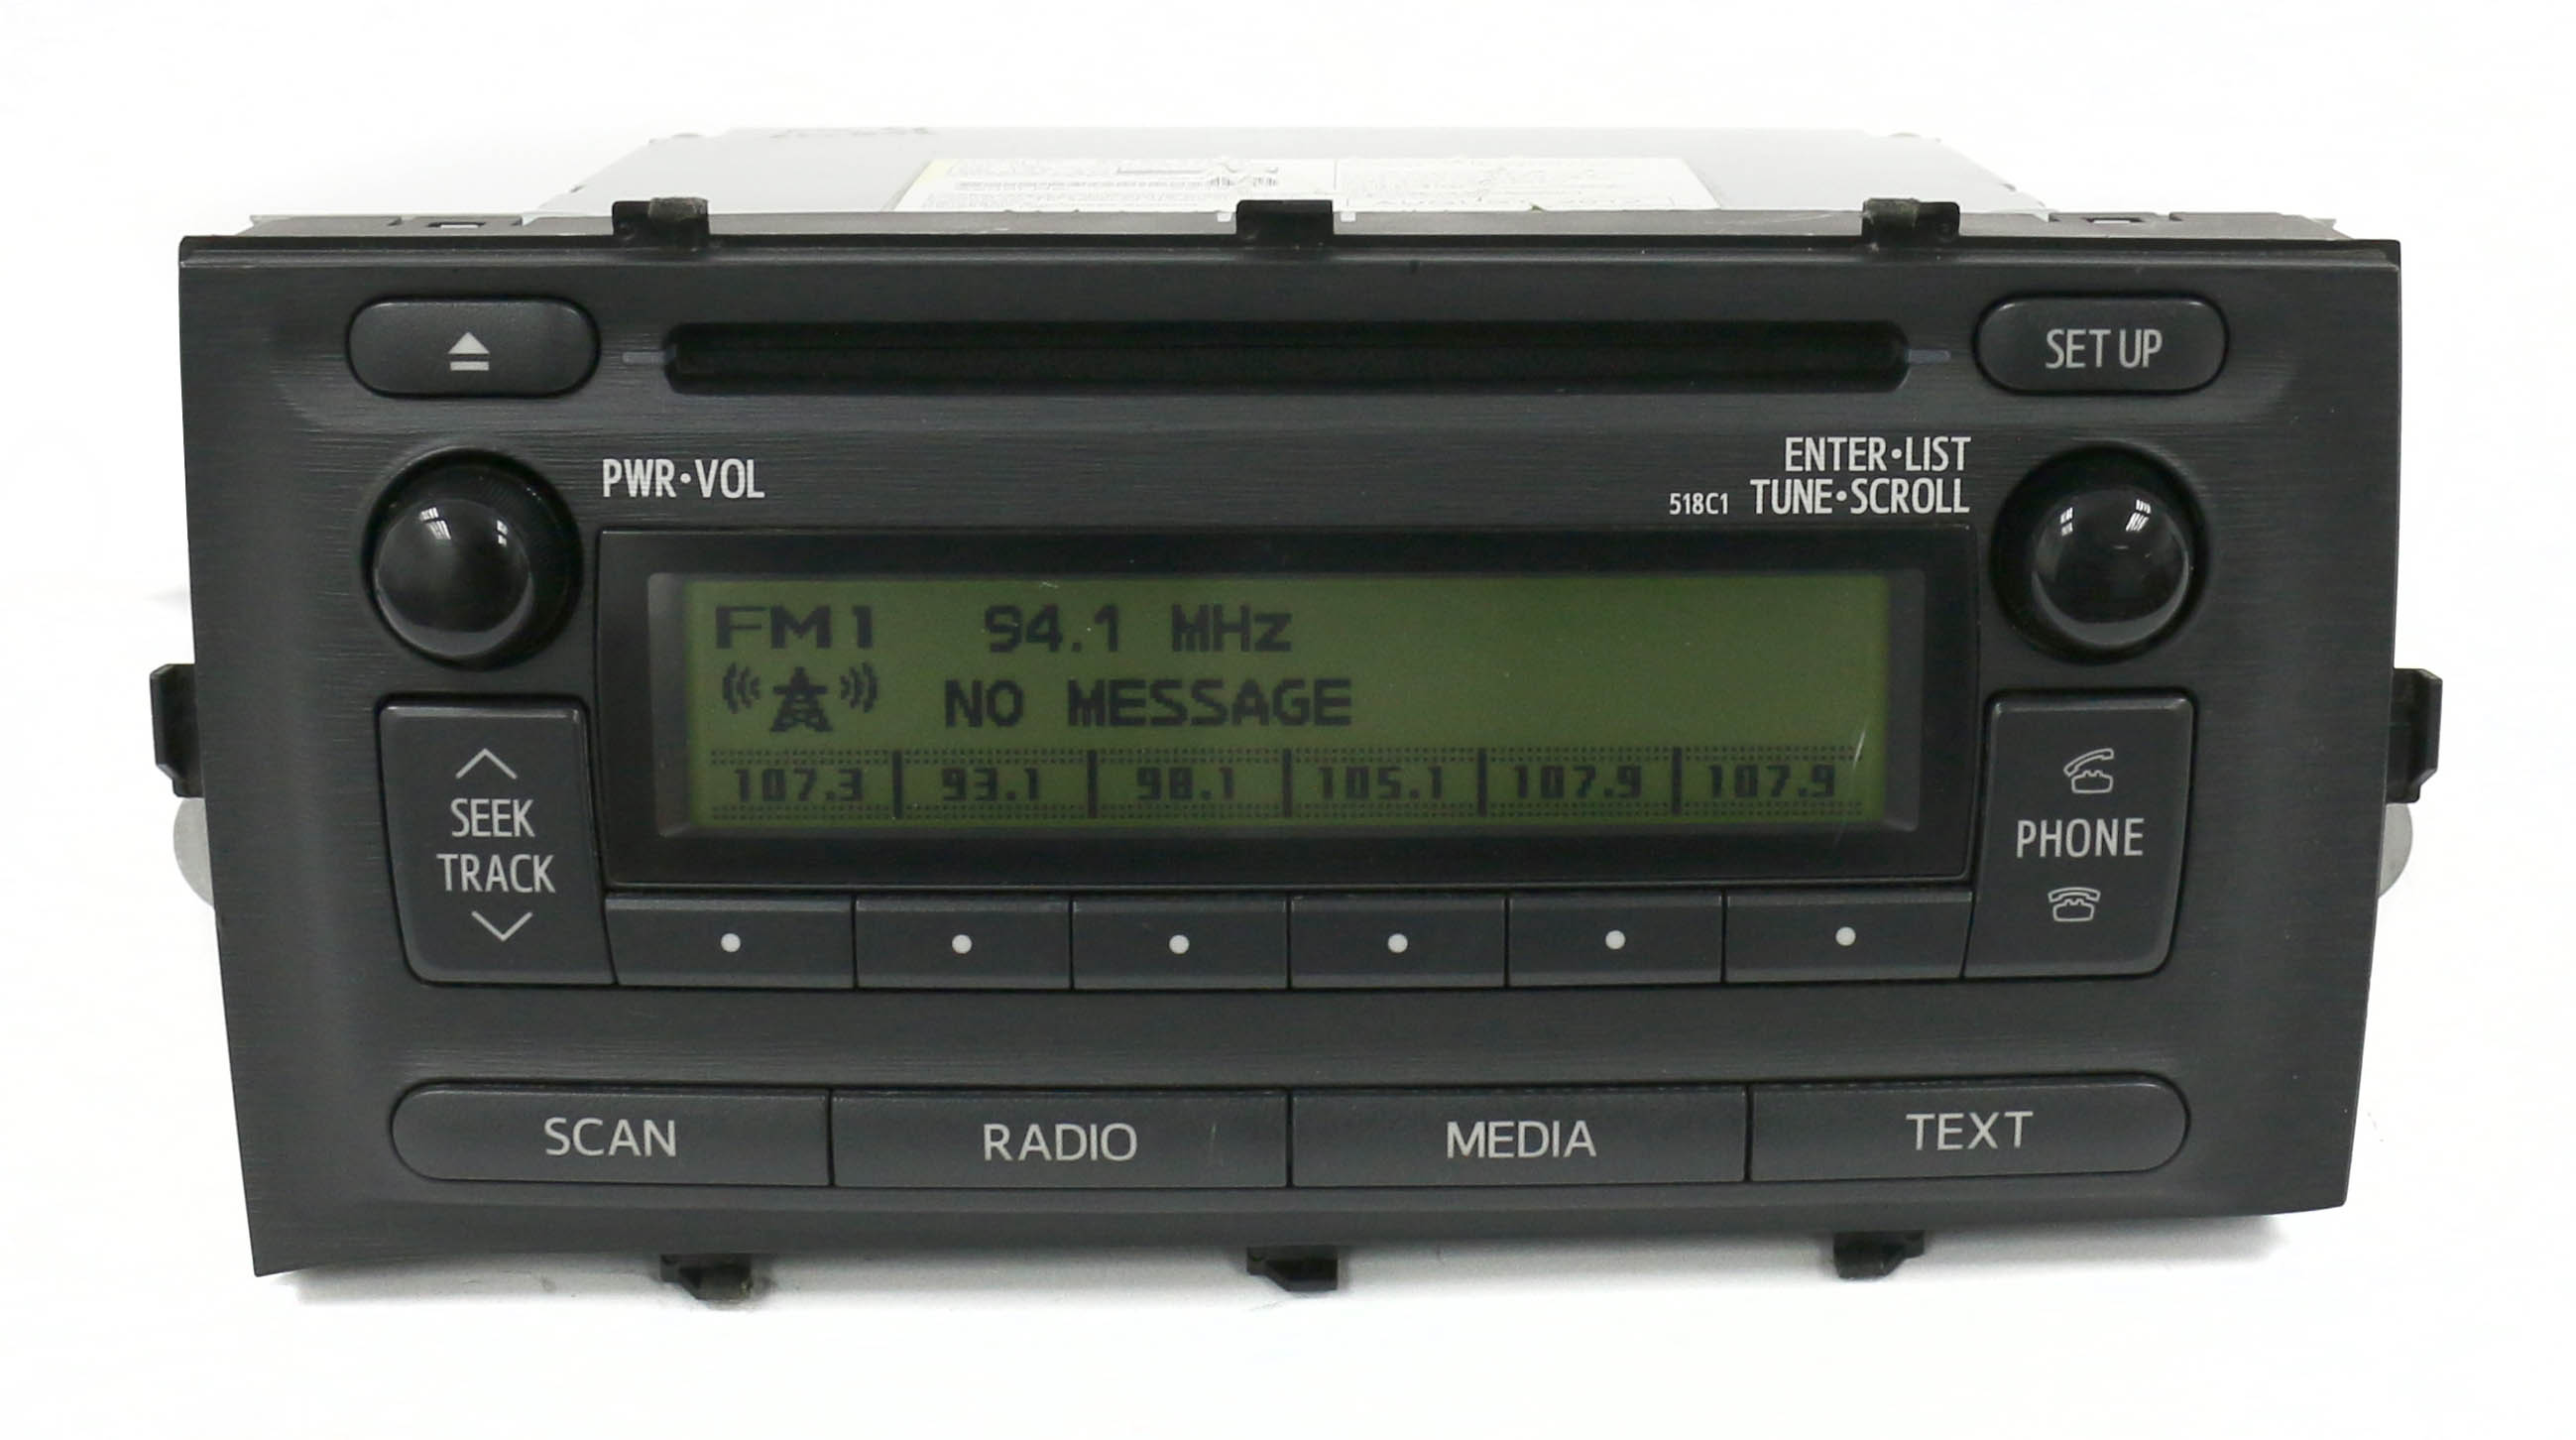 SET UP
PWR•VOL
ENTER•LIST
518C1 TUNE•SCROLL
FM1 94.1 MHz
NO MESSAGE
107.3 93.1 98.1 105.1 107.9 107.9
SEEK
TRACK
PHONE
SCAN RADIO MEDIA TEXT